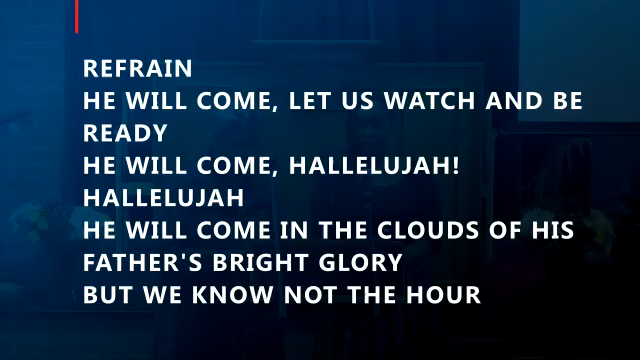 REFRAIN
HE WILL COME, LET US WATCH AND BE
READY
HE WILL COME, HALLELUJAH!
HALLELUJAH
HE WILL COME IN THE CLOUDS OF HIS
FATHER'S BRIGHT GLORY
BUT WE KNOW NOT THE HOUR